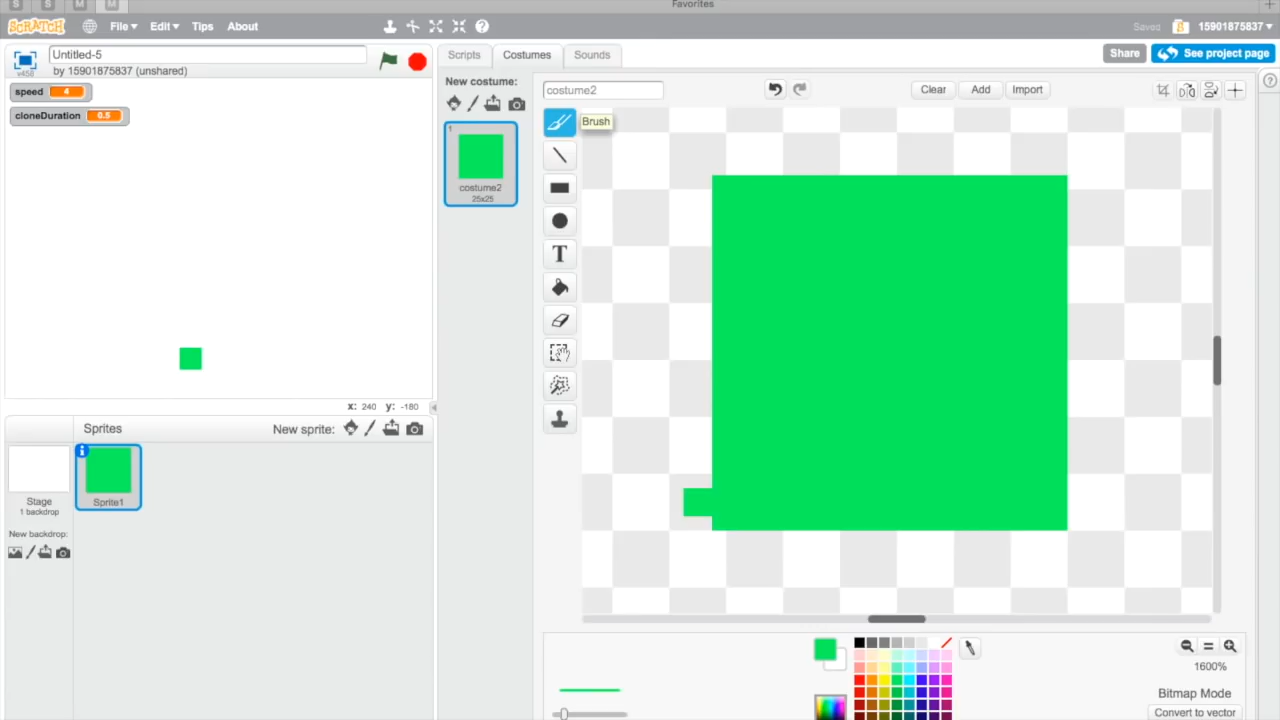 Favorites
S S M M
SCRATCH File Edit Tips About Saved S 15901875837
v458 Untitled-5
by 15901875837 (unshared)
Scripts Costumes Sounds
Share See project page
speed 4
cloneDuration 0.5
New costume:
costume2 Clear Add Import
Brush
1
costume2
25x25
T
x: 240 y: -180
Sprites New sprite:
Stage
1 backdrop
Sprite1
New backdrop:
1600%
Bitmap Mode
Convert to vector